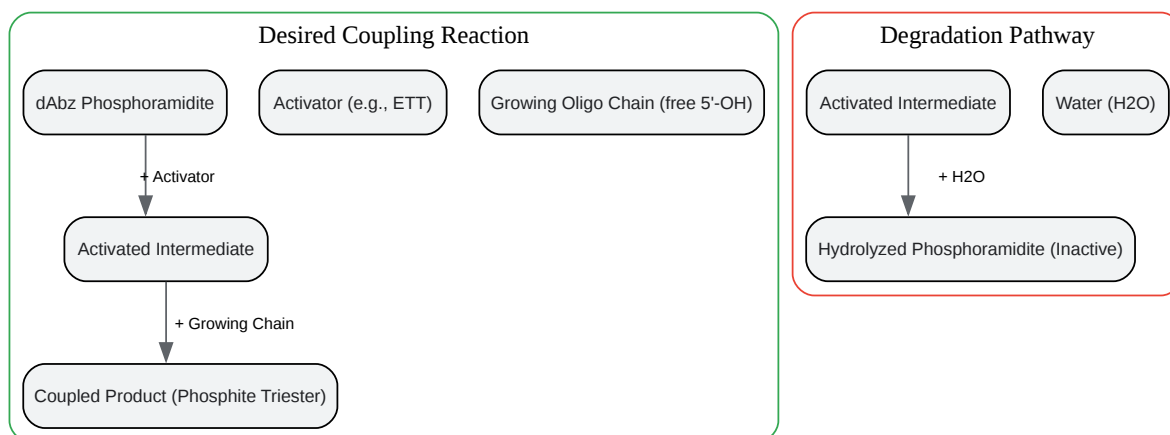 Desired Coupling Reaction
dAbz Phosphoramidite
Activator (e.g., ETT)
Growing Oligo Chain (free 5'-OH)
+ Activator
Activated Intermediate
+ Growing Chain
Coupled Product (Phosphite Triester)
Degradation Pathway
Activated Intermediate
Water (H2O)
+ H2O
Hydrolyzed Phosphoramidite (Inactive)